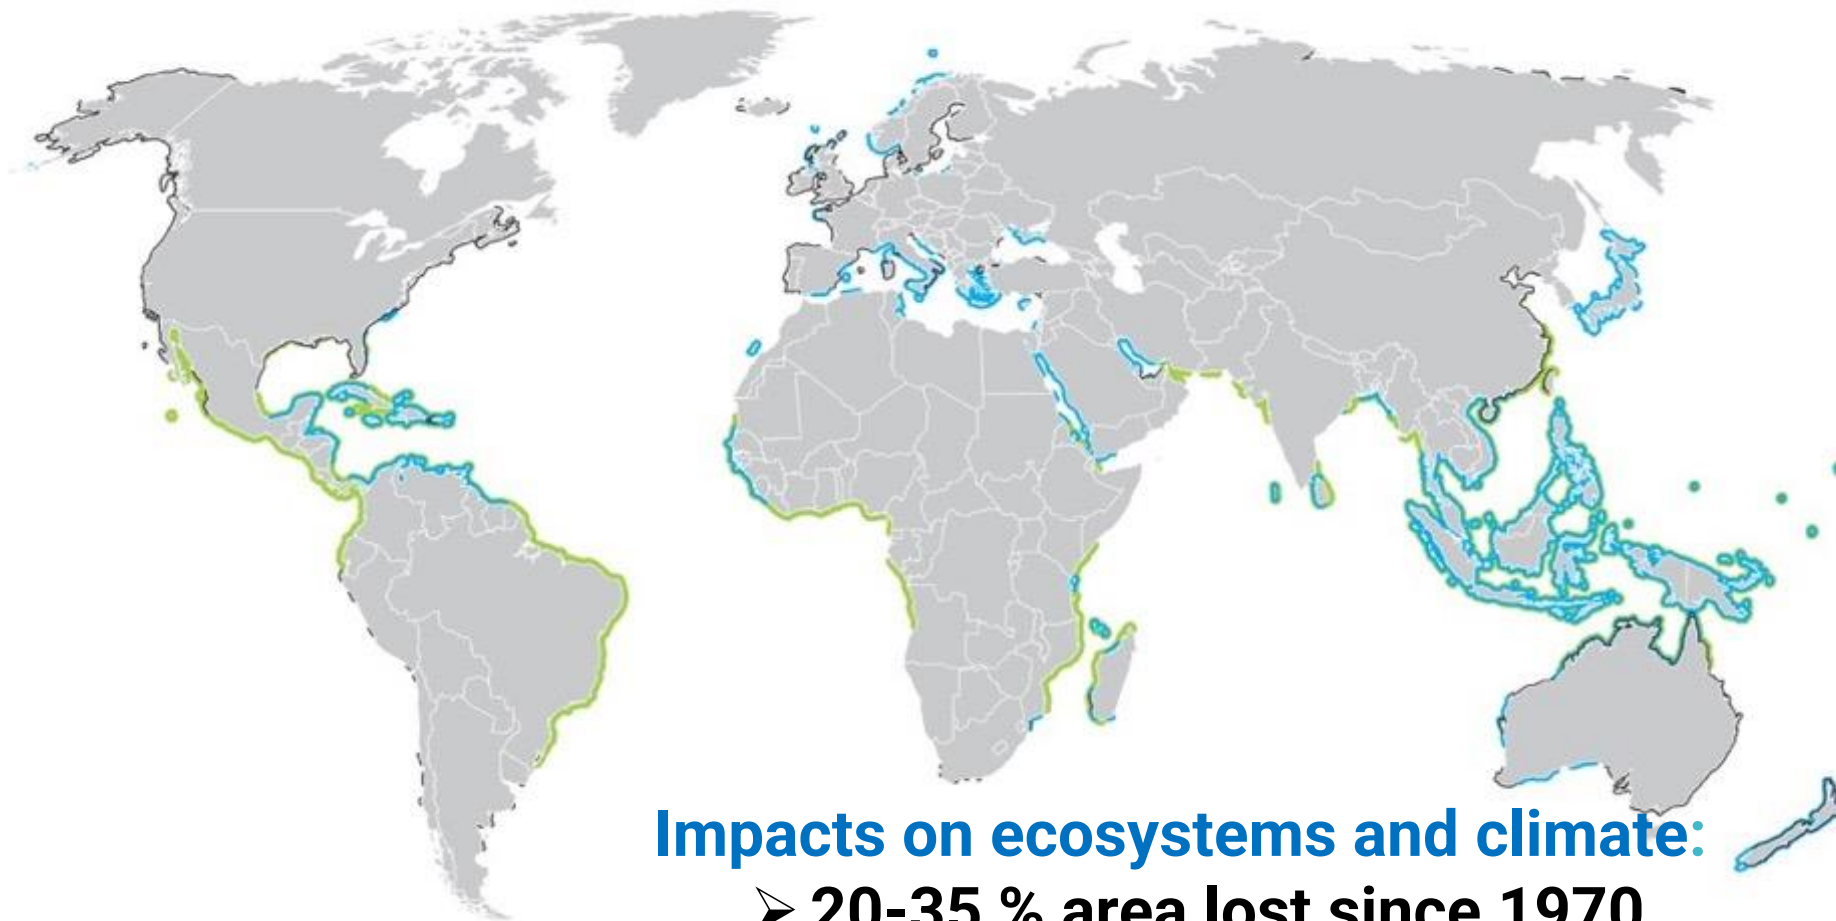 Impacts on ecosystems and climate:
➢ 20-35 % area lost since 1970